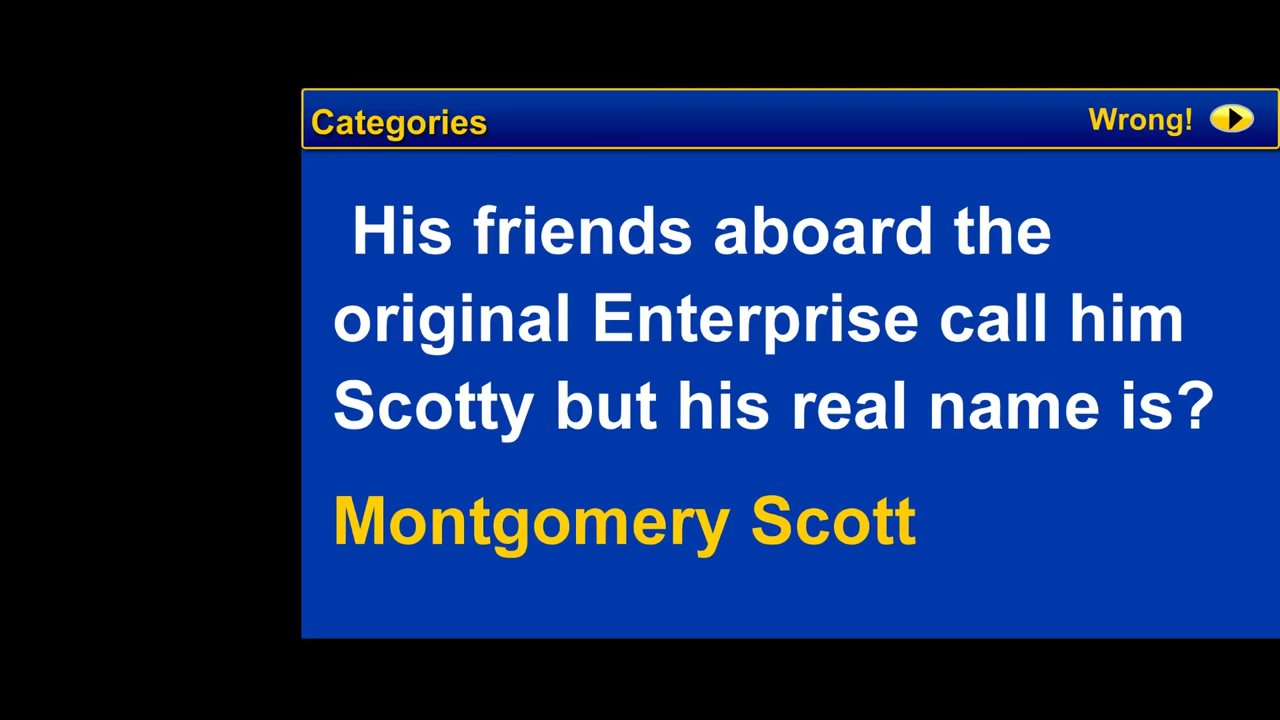 Categories
Wrong!
His friends aboard the
original Enterprise call him
Scotty but his real name is?
Montgomery Scott